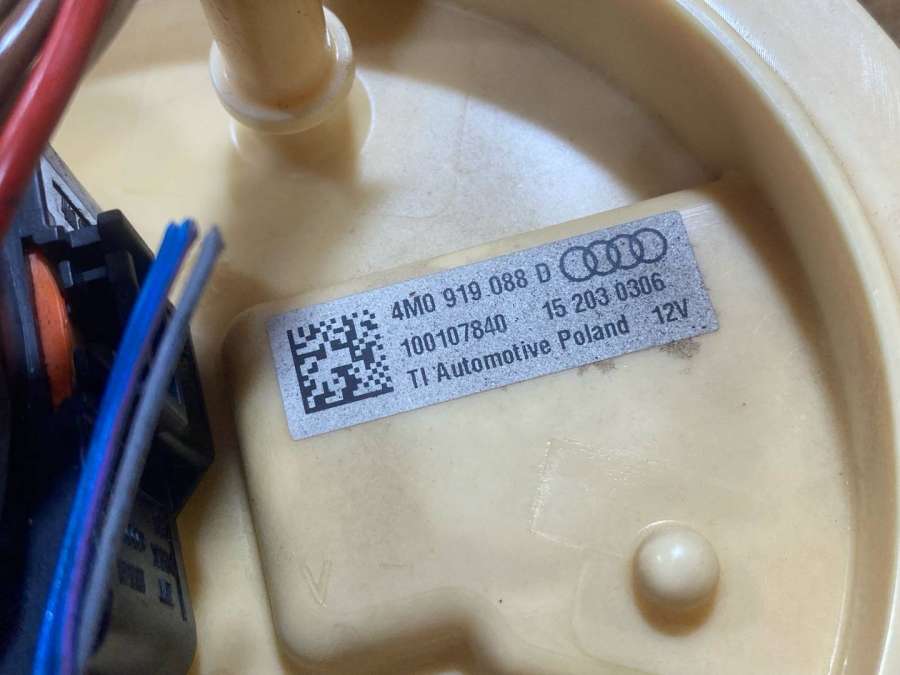 4M0 919 088 D
100107840 15 203 0306
TI Automotive Poland 12V